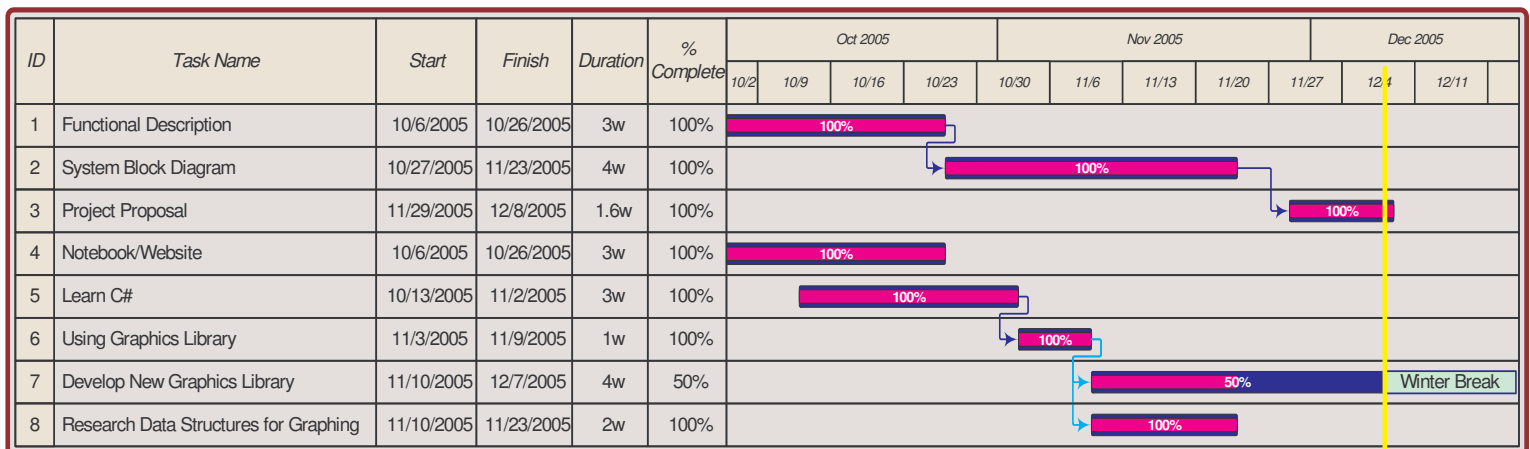 ID Task Name Start Finish Duration % Complete Oct 2005 Nov 2005 Dec 2005
10/2 10/9 10/16 10/23 10/30 11/6 11/13 11/20 11/27 12/4 12/11
1 Functional Description 10/6/2005 10/26/2005 3w 100% 100%
2 System Block Diagram 10/27/2005 11/23/2005 4w 100% 100%
3 Project Proposal 11/29/2005 12/8/2005 1.6w 100% 100%
4 Notebook/Website 10/6/2005 10/26/2005 3w 100% 100%
5 Learn C# 10/13/2005 11/2/2005 3w 100% 100%
6 Using Graphics Library 11/3/2005 11/9/2005 1w 100% 100%
7 Develop New Graphics Library 11/10/2005 12/7/2005 4w 50% 50% Winter Break
8 Research Data Structures for Graphing 11/10/2005 11/23/2005 2w 100% 100%